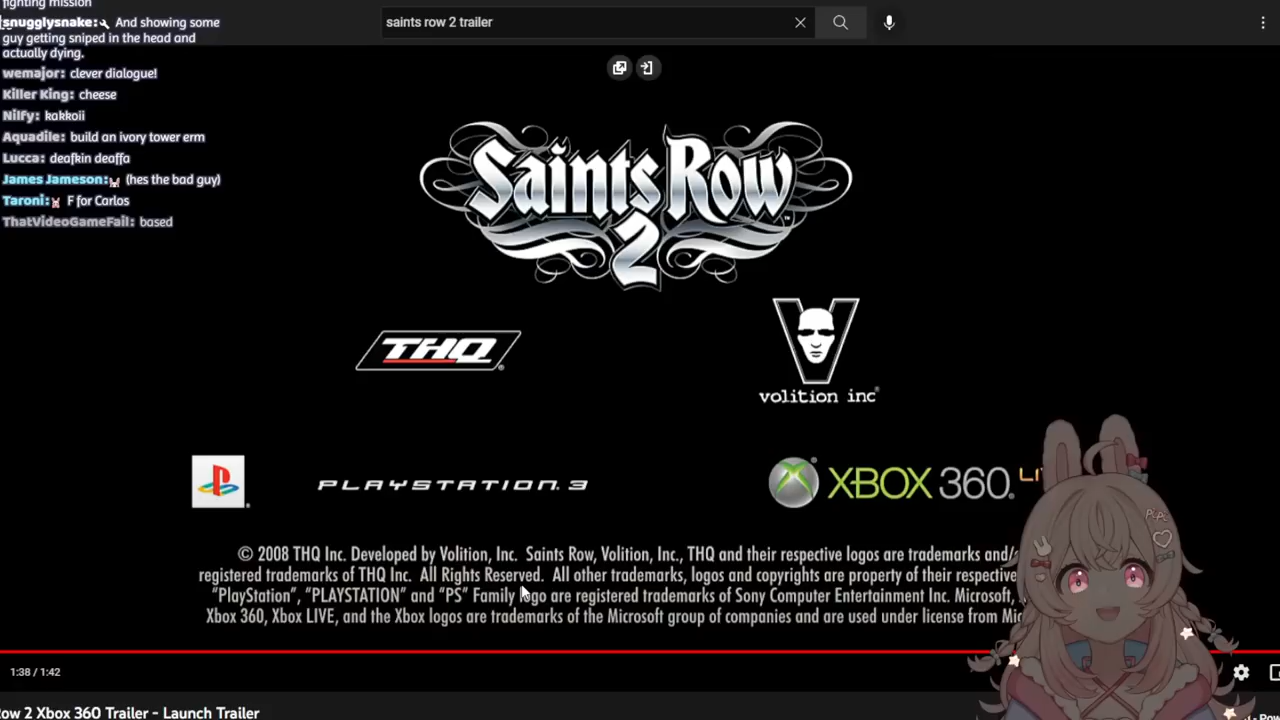 fighting mission
snugglysnake: And showing some
guy getting sniped in the head and
actually dying.
wemajor: clever dialogue!
Killer King: cheese
Nilfy: kakkoii
Aquadile: build an ivory tower erm
Lucca: deafkin deaffa
James Jameson: (hes the bad guy)
Taroni: F for Carlos
ThatVideoGameFail: based
saints row 2 trailer
Saints Row
2
THQ
V
volition inc
PLAYSTATION 3
XBOX 360. LI
© 2008 THQ Inc. Developed by Volition, Inc. Saints Row, Volition, Inc., THQ and their respective logos are trademarks and/
registered trademarks of THQ Inc. All Rights Reserved. All other trademarks, logos and copyrights are property of their respective
"PlayStation", "PLAYSTATION" and "PS" Family logo are registered trademarks of Sony Computer Entertainment Inc. Microsoft,
Xbox 360, Xbox LIVE, and the Xbox logos are trademarks of the Microsoft group of companies and are used under license from Mic
PcPc
1:38 / 1:42
Row 2 Xbox 360 Trailer - Launch Trailer